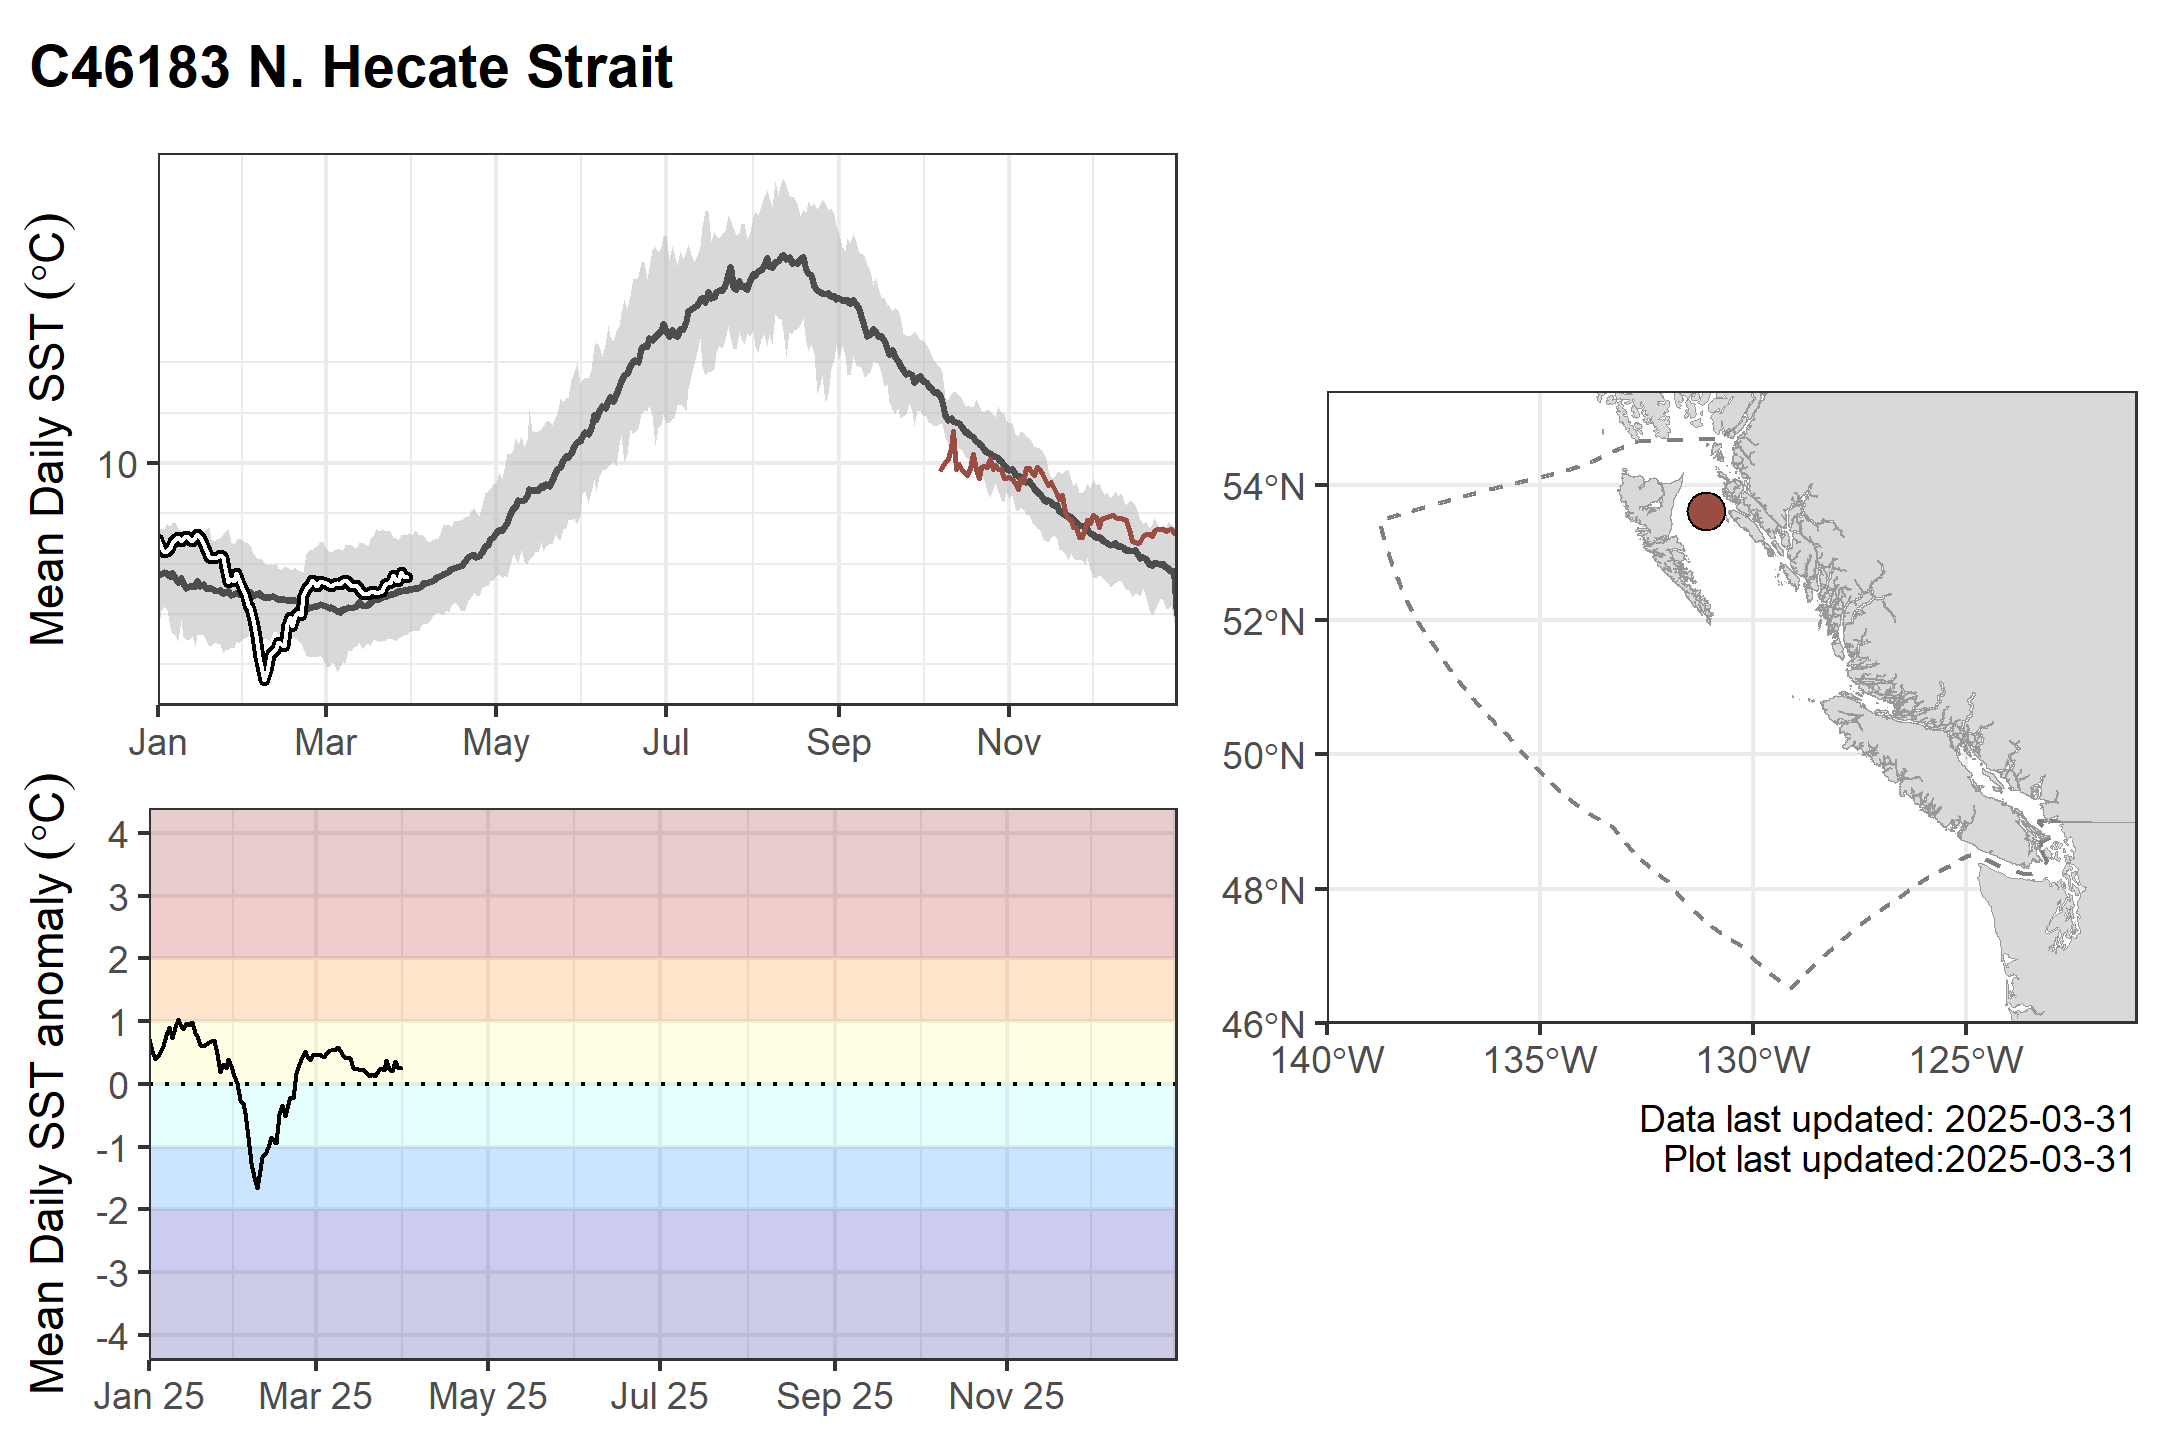 C46183 N. Hecate Strait
Mean Daily SST (°C)
10
Jan Mar May Jul Sep Nov
Mean Daily SST anomaly (°C)
4
3
2
1
0
-1
-2
-3
-4
Jan 25 Mar 25 May 25 Jul 25 Sep 25 Nov 25
54°N
52°N
50°N
48°N
46°N
140°W 135°W 130°W 125°W
Data last updated: 2025-03-31
Plot last updated:2025-03-31